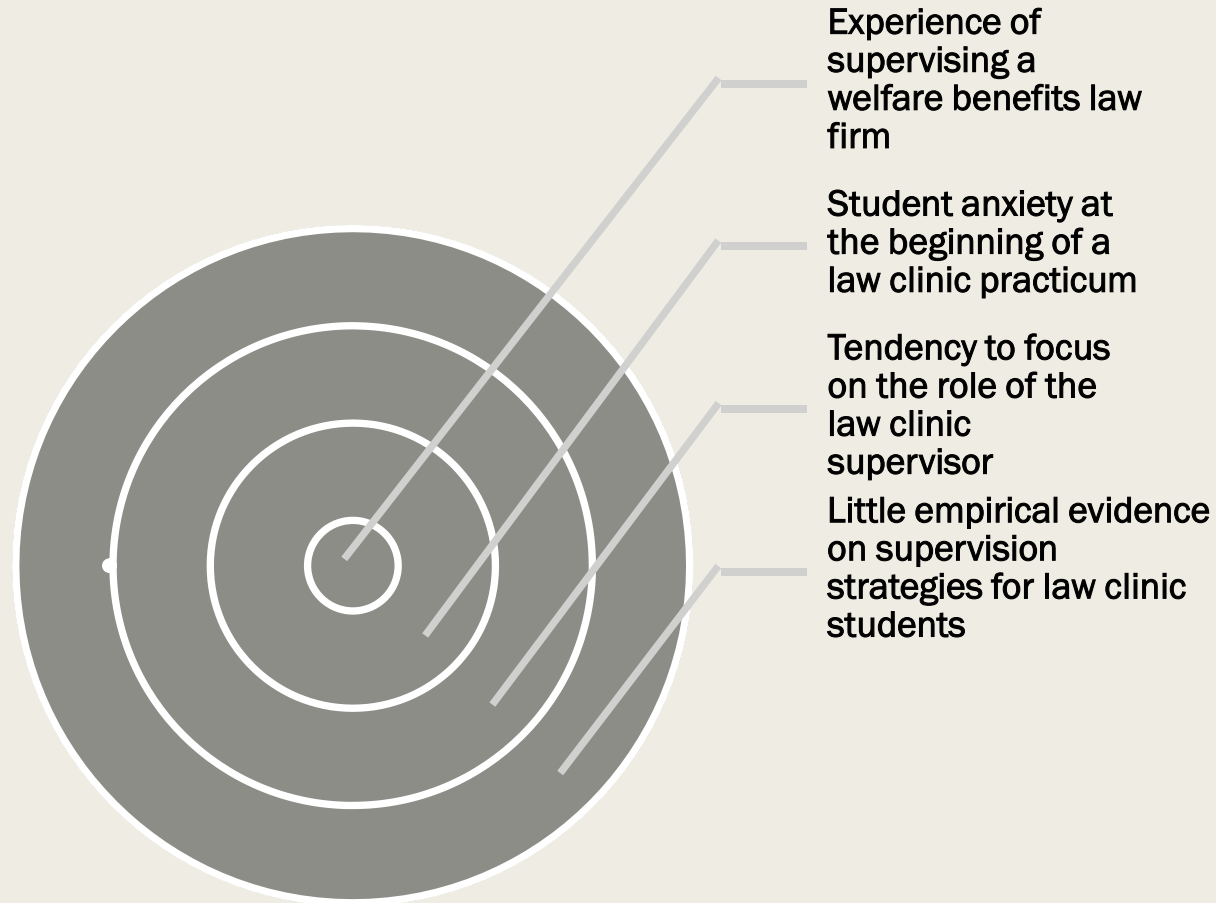 Experience of
supervising a
welfare benefits law
firm
Student anxiety at
the beginning of a
law clinic practicum
Tendency to focus
on the role of the
law clinic
supervisor
Little empirical evidence
on supervision
strategies for law clinic
students